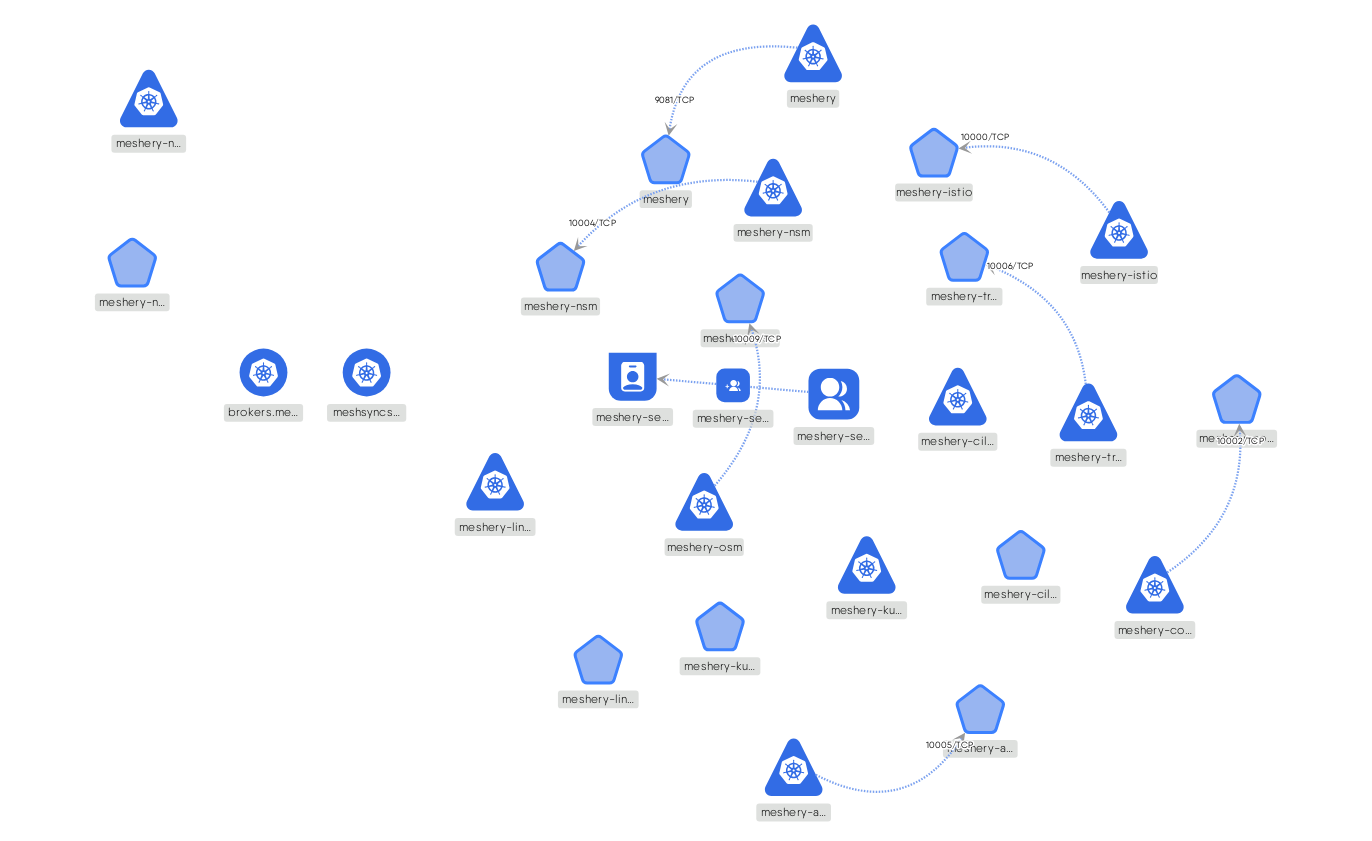 meshery
9081/TCP
meshery-n...
10000/TCP
meshery-istio
meshery
10004/TCP
meshery-nsm
10006/TCP
meshery-istio
meshery-n...
meshery-tr...
meshery-nsm
10009/TCP
brokers.me...
meshsyncs...
meshery-se...
meshery-se...
meshery-se...
meshery-cil...
10002/TCP
meshery-tr...
meshery-lin...
meshery-osm
meshery-cil...
meshery-ku...
meshery-co...
meshery-ku...
meshery-lin...
10005/TCP
meshery-a...
meshery-a...